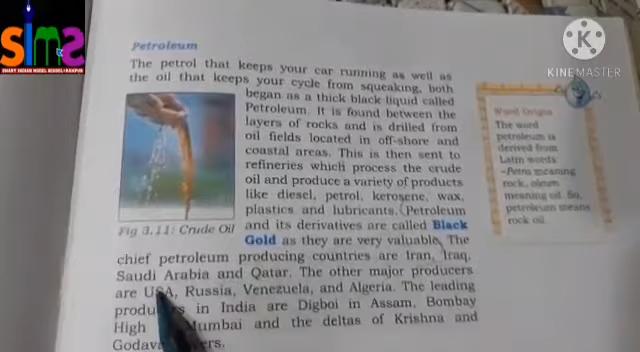 SIMS
SMART INDIAN MODEL SCHOOL, KANPUR
Made with
KINEMASTER
Petroleum
The petrol that keeps your car running as well as
the oil that keeps your cycle from squeaking, both
began as a thick black liquid called
Petroleum. It is found between the
layers of rocks and is drilled from
oil fields located in off-shore and
coastal areas. This is then sent to
refineries which process the crude
oil and produce a variety of products
like diesel, petrol, kerosene, wax,
plastics and lubricants. Petroleum
and its derivatives are called Black
Gold as they are very valuable. The
chief petroleum producing countries are Iran, Iraq,
Saudi Arabia and Qatar. The other major producers
are USA, Russia, Venezuela, and Algeria. The leading
in India are Digboi in Assam, Bombay
High Mumbai and the deltas of Krishna and
Fig 3.11: Crude Oil
Word Origin
The word
petroleum is
derived from
Latin words
-Petra meaning
rock, oleum
meaning oil. So,
petroleum means
rock oil.